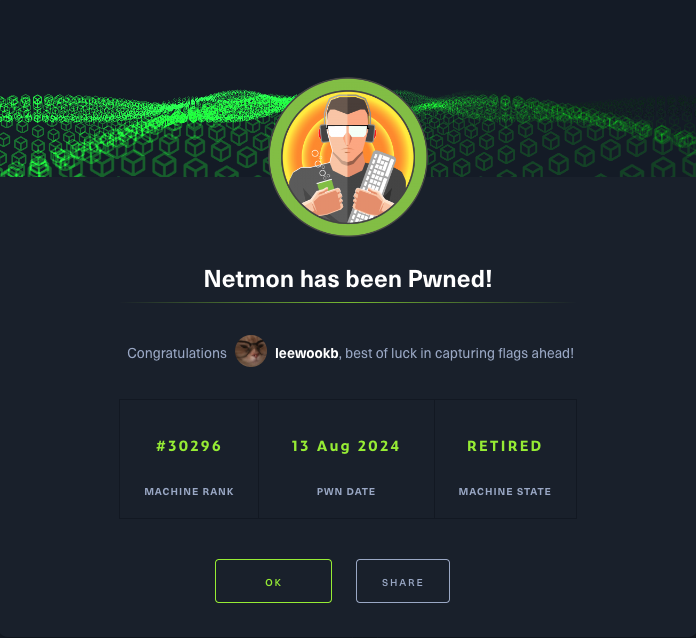 Netmon has been Pwned!
Congratulations leewookb, best of luck in capturing flags ahead!
#30296 13 Aug 2024 RETIRED
MACHINE RANK PWN DATE MACHINE STATE
OK SHARE